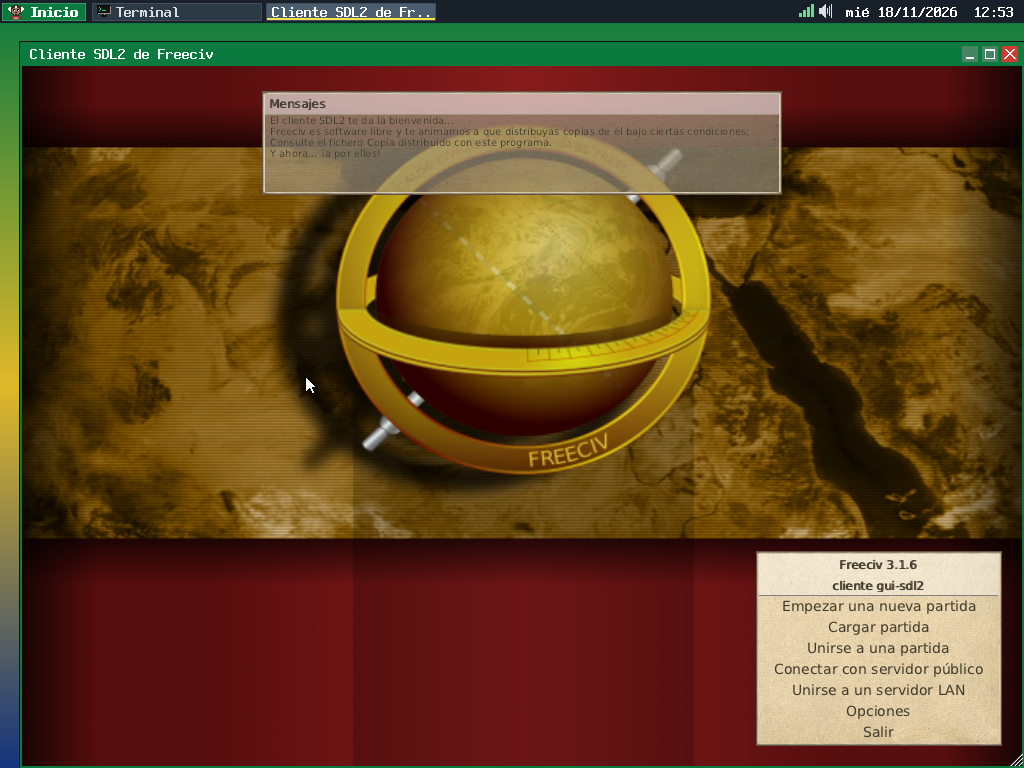 Inicio
Terminal
Cliente SDL2 de Fr..
mié 18/11/2026 12:53
Cliente SDL2 de Freeciv
Mensajes
El cliente SDL2 te da la bienvenida...
Freeciv es software libre y te animamos a que distribuyas copias de él bajo ciertas condiciones;
Consulte el fichero Copia distribuido con este programa.
Y ahora... ¡a por ellos!
FREECIV
Freeciv 3.1.6
cliente gui-sdl2
Empezar una nueva partida
Cargar partida
Unirse a una partida
Conectar con servidor público
Unirse a un servidor LAN
Opciones
Salir